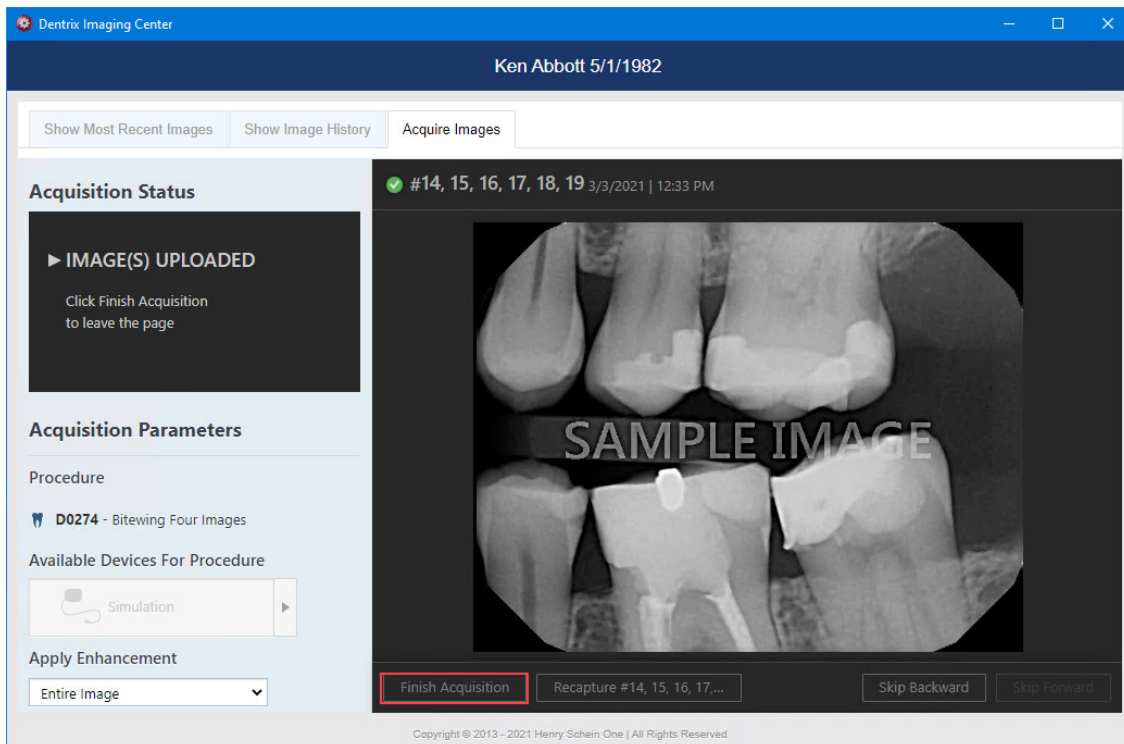 Dentrix Imaging Center
Ken Abbott 5/1/1982
Show Most Recent Images
Show Image History
Acquire Images
Acquisition Status
IMAGE(S) UPLOADED
Click Finish Acquisition
to leave the page
Acquisition Parameters
Procedure
D0274 - Bitewing Four Images
Available Devices For Procedure
Simulation
Apply Enhancement
Entire Image
#14, 15, 16, 17, 18, 19 3/3/2021 | 12:33 PM
SAMPLE IMAGE
Finish Acquisition
Recapture #14, 15, 16, 17,...
Skip Backward
Skip Forward
Copyright © 2013 - 2021 Henry Schein One | All Rights Reserved